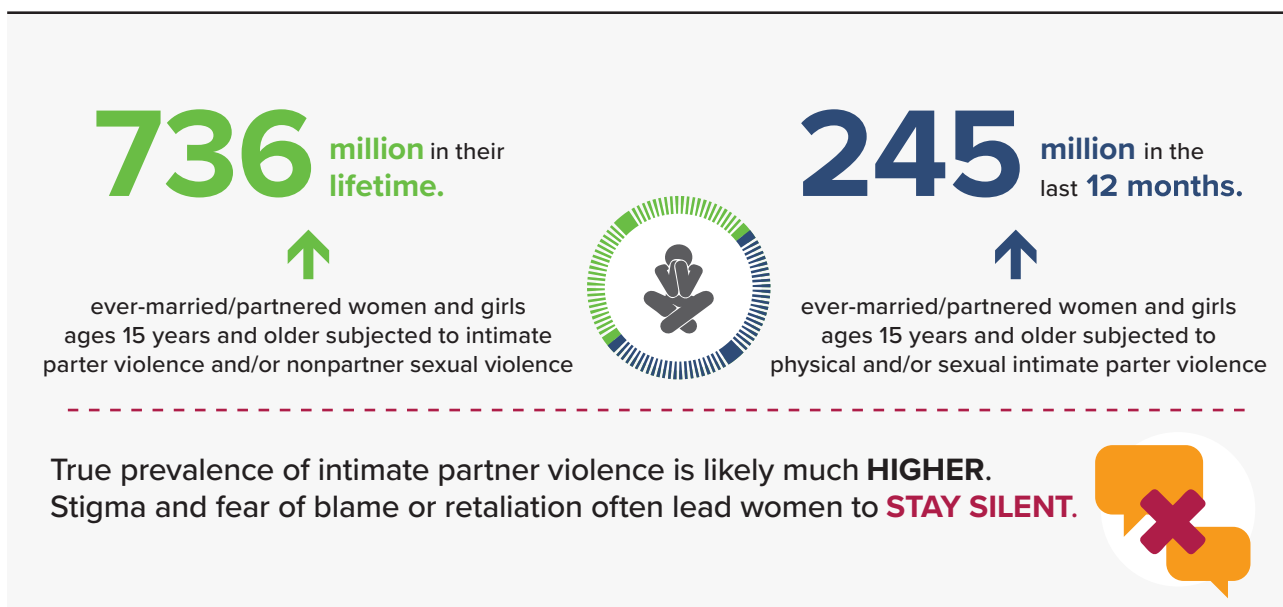 736 million in their
lifetime.
ever-married/partnered women and girls
ages 15 years and older subjected to intimate
parter violence and/or nonpartner sexual violence
245 million in the
last 12 months.
ever-married/partnered women and girls
ages 15 years and older subjected to
physical and/or sexual intimate parter violence
True prevalence of intimate partner violence is likely much HIGHER.
Stigma and fear of blame or retaliation often lead women to STAY SILENT.